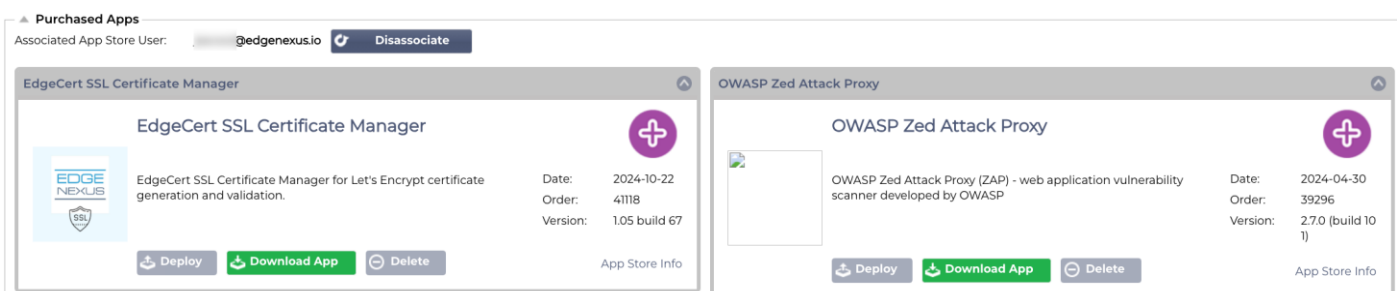 Purchased Apps
Associated App Store User: @edgenexus.io Disassociate
EdgeCert SSL Certificate Manager
EdgeCert SSL Certificate Manager
EDGE
NEXUS
SSL
EdgeCert SSL Certificate Manager for Let's Encrypt certificate
generation and validation.
Date: 2024-10-22
Order: 41118
Version: 1.05 build 67
Deploy Download App Delete
App Store Info
OWASP Zed Attack Proxy
OWASP Zed Attack Proxy
OWASP Zed Attack Proxy (ZAP) - web application vulnerability
scanner developed by OWASP
Date: 2024-04-30
Order: 39296
Version: 2.7.0 (build 10
1)
Deploy Download App Delete
App Store Info